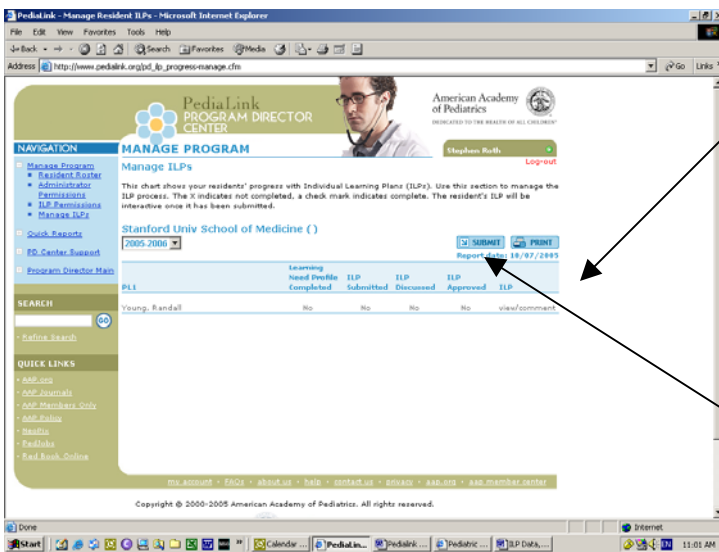 PediaLink - Manage Resident ILPs - Microsoft Internet Explorer
File Edit View Favorites Tools Help
Back Search Favorites Media
Address http://www.pedialink.org/pd_ilp_progress-manage.cfm Go Links
PediaLink
PROGRAM DIRECTOR
CENTER
American Academy
of Pediatrics
DEDICATED TO THE HEALTH OF ALL CHILDREN
NAVIGATION
Manage Program
Resident Roster
Administrator
Permissions
ILP Permissions
Manage ILPs
Quick Reports
PD Center Support
Program Director Main
SEARCH
GO
Refine Search
QUICK LINKS
AAP.org
AAP Journals
AAP Members Only
AAP Policy
NeoPix
PedJobs
Red Book Online
MANAGE PROGRAM
Stephen Roth
Log-out
Manage ILPs
This chart shows your residents' progress with Individual Learning Plans (ILPs). Use this section to manage the
ILP process. The X indicates not completed, a check mark indicates complete. The resident's ILP will be
interactive once it has been submitted.
Stanford Univ School of Medicine ( )
2005-2006
SUBMIT PRINT
Report date: 10/07/2005
PL1 Learning Need Profile Completed ILP Submitted ILP Discussed ILP Approved ILP
Young, Randall No No No No view/comment
my account · FAQs · about us · help · contact us · privacy · aap.org · aap member center
Copyright © 2000-2005 American Academy of Pediatrics. All rights reserved.
Done Internet
Start Calendar ... PediaLin... Pedialink ... Pediatric ... ILP Data,... EN 11:01 AM